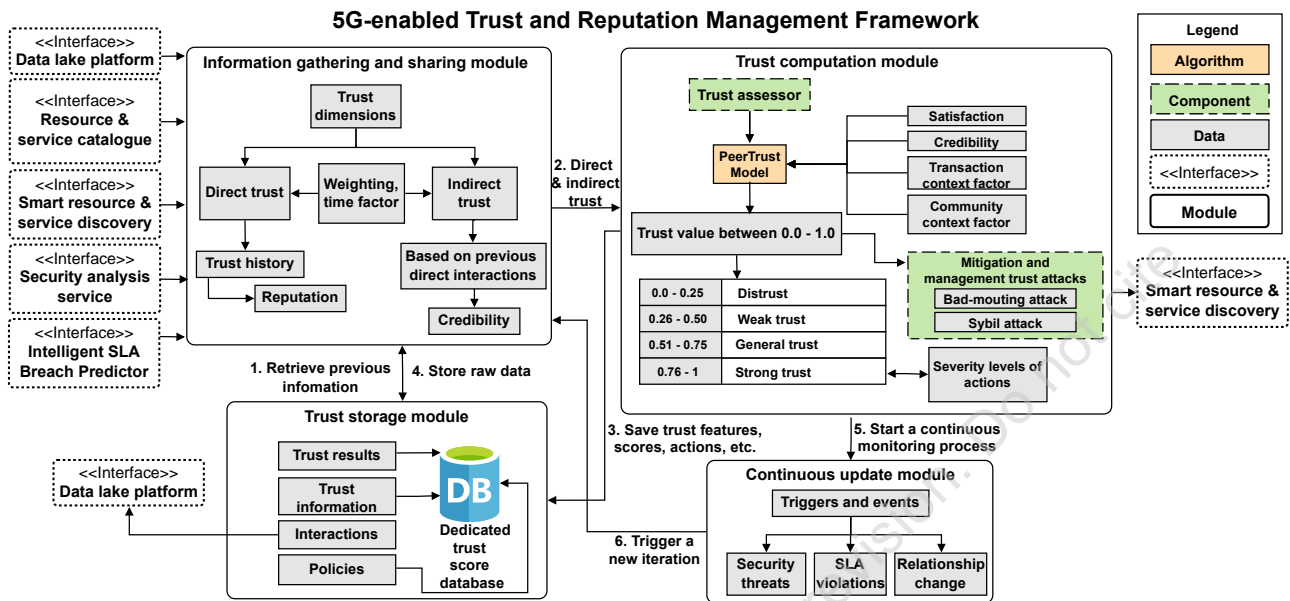 5G-enabled Trust and Reputation Management Framework
<<Interface>>
Data lake platform
<<Interface>>
Resource &
service catalogue
<<Interface>>
Smart resource &
service discovery
<<Interface>>
Security analysis
service
<<Interface>>
Intelligent SLA
Breach Predictor
Information gathering and sharing module
Trust
dimensions
Direct trust
Weighting,
time factor
Indirect
trust
Trust history
Reputation
Based on previous
direct interactions
Credibility
2. Direct
& indirect
trust
Trust computation module
Trust assessor
PeerTrust
Model
Satisfaction
Credibility
Transaction
context factor
Community
context factor
Trust value between 0.0 - 1.0
0.0 - 0.25 Distrust
0.26 - 0.50 Weak trust
0.51 - 0.75 General trust
0.76 - 1 Strong trust
Mitigation and
management trust attacks
Bad-mouting attack
Sybil attack
Severity levels of
actions
Legend
Algorithm
Component
Data
<<Interface>>
Module
<<Interface>>
Smart resource &
service discovery
1. Retrieve previous
infomation
4. Store raw data
Trust storage module
Trust results
Trust
information
Interactions
Policies
DB
Dedicated
trust
score
database
<<Interface>>
Data lake platform
3. Save trust features,
scores, actions, etc.
5. Start a continuous
monitoring process
6. Trigger a
new iteration
Continuous update module
Triggers and events
Security
threats
SLA
violations
Relationship
change
revision. Do not cite